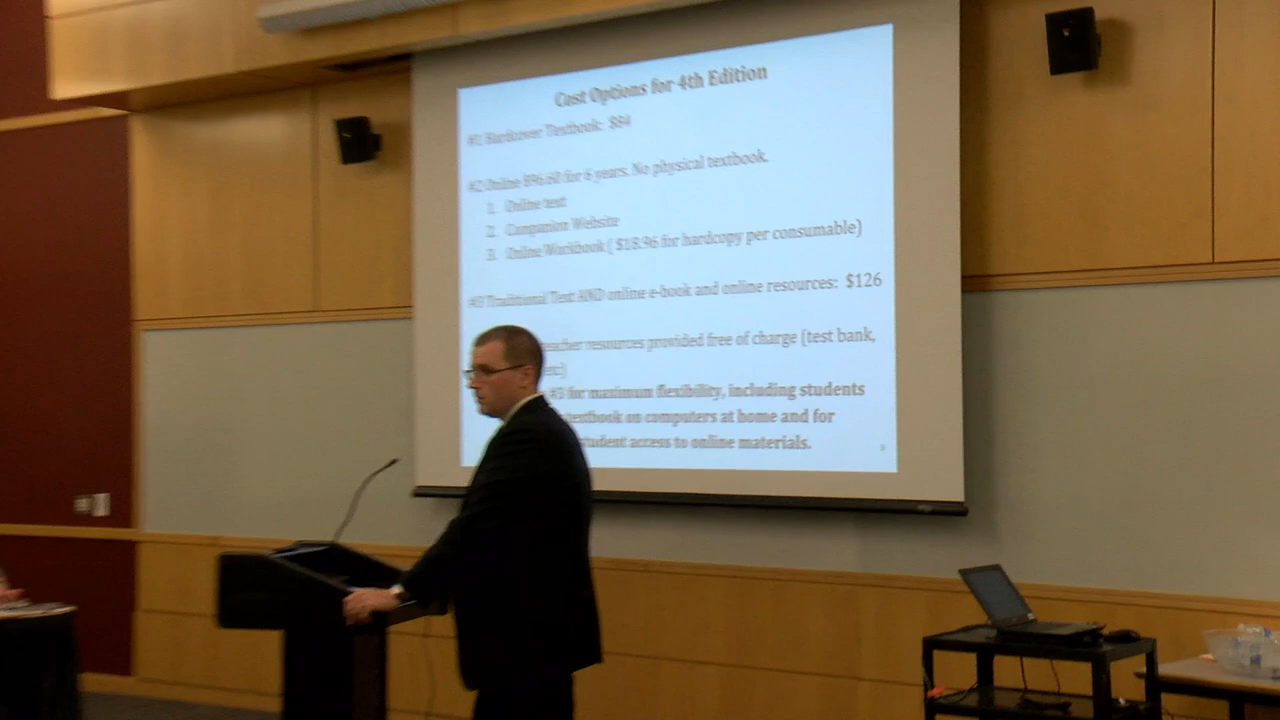 Cost Options for 4th Edition
#1 Hardcover Textbook: $84
#2 Online $96.60 for 6 years. No physical textbook.
1. Online text
2. Companion Website
3. Online Workbook ( $18.96 for hardcopy per consumable)
#3 Traditional Text AND online e-book and online resources: $126
teacher resources provided free of charge (test bank,
etc)
#3 for maximum flexibility, including students
textbook on computers at home and for
student access to online materials.